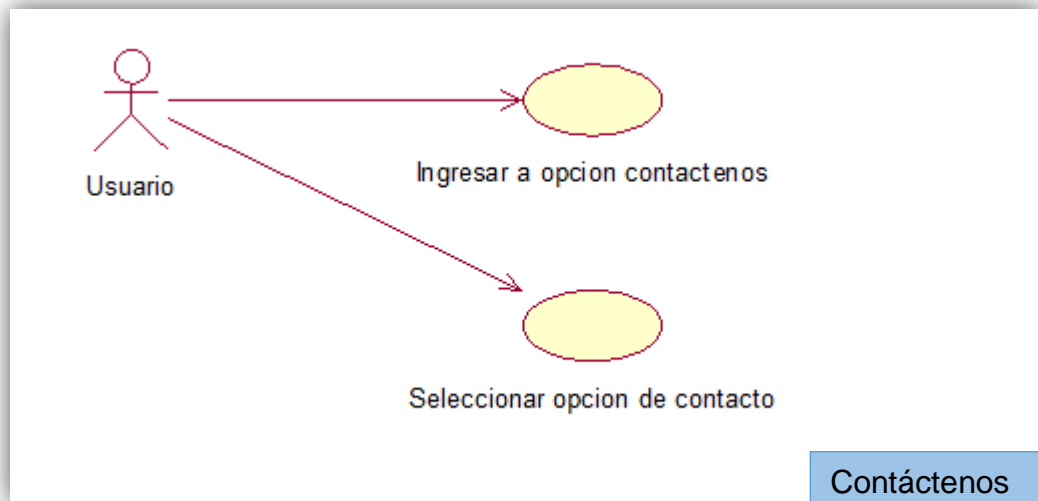 Ingresar a opcion contactenos
Usuario
Seleccionar opcion de contacto
Contáctenos